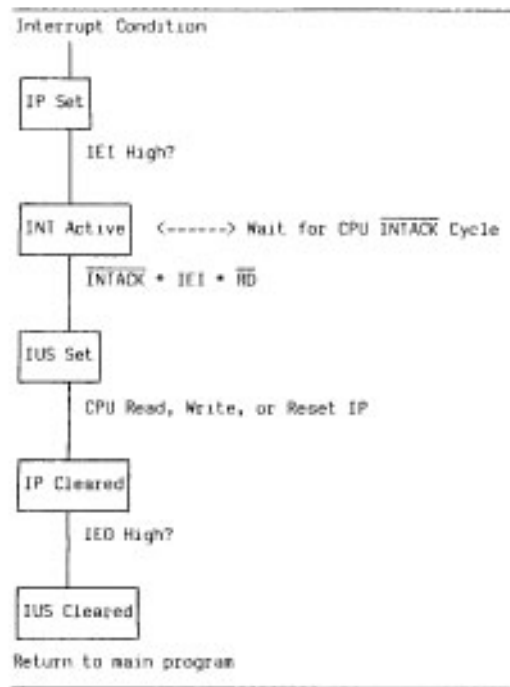 Interrupt Condition
IP Set
IEI High?
INT Active <------> Wait for CPU INTACK Cycle
INTACK * IEI * RD
IUS Set
CPU Read, Write, or Reset IP
IP Cleared
IEO High?
IUS Cleared
Return to main program